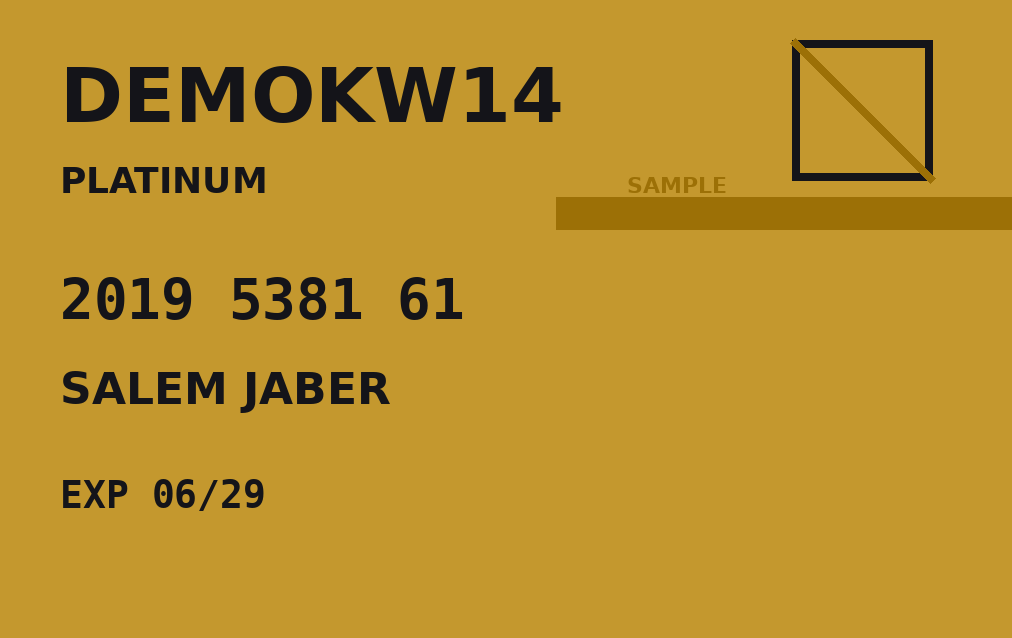 DEMOKW14
PLATINUM
SAMPLE
2019 5381 61
SALEM JABER
EXP 06/29